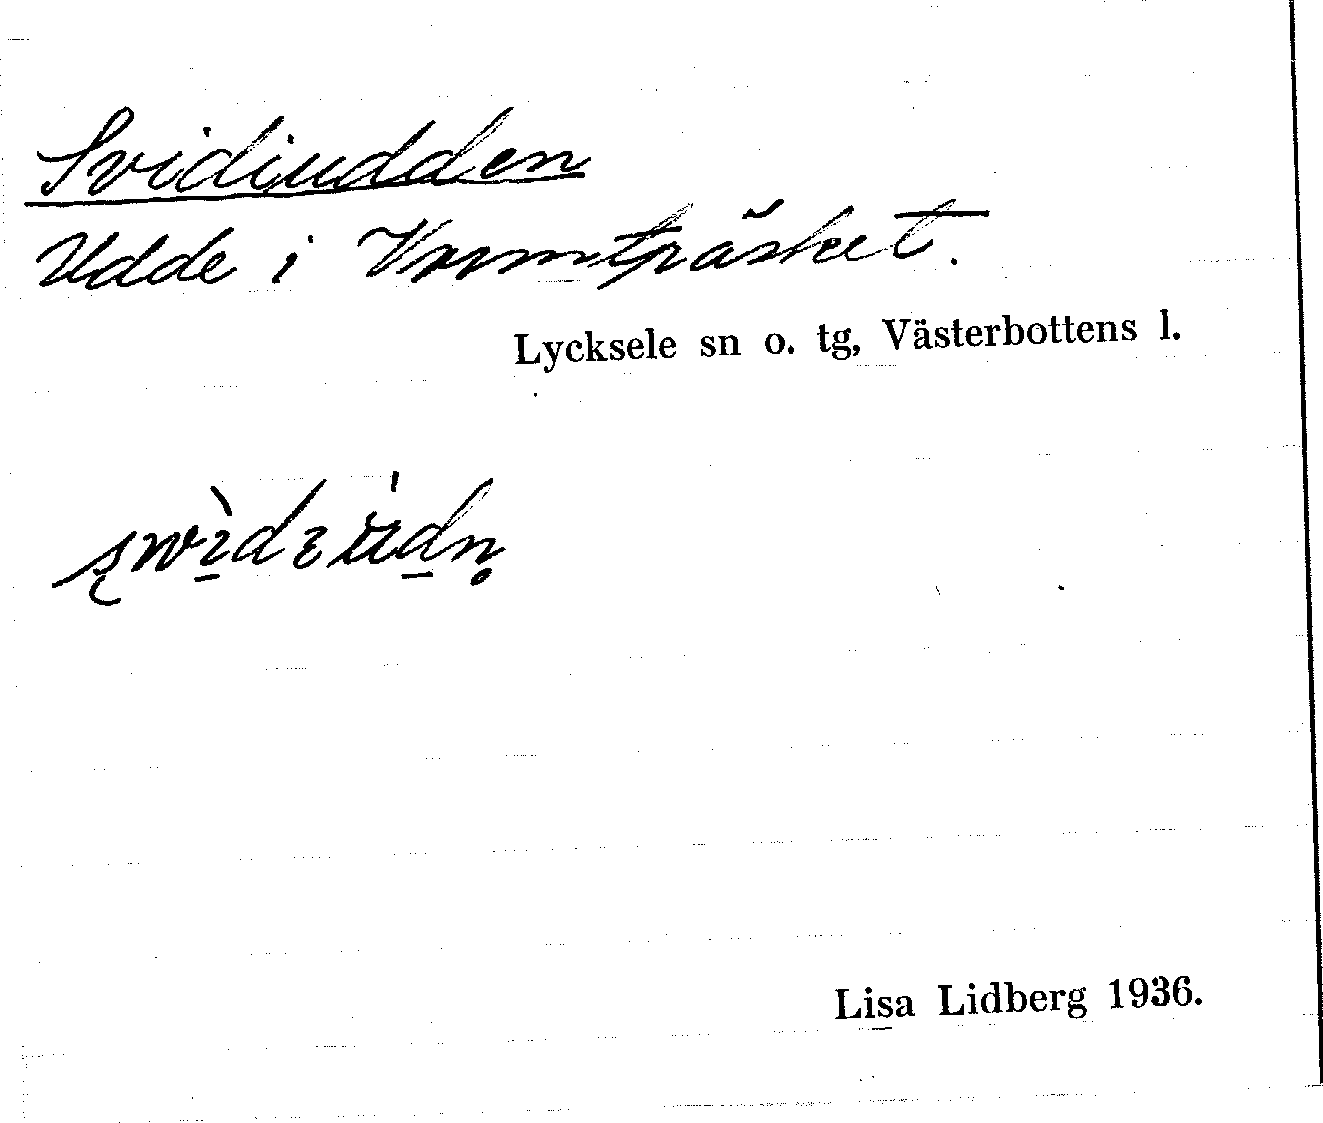 Svidiudden
Udde i Vormträsket.
Lycksele sn o. tg, Västerbottens l.
Lisa Lidberg 1936.